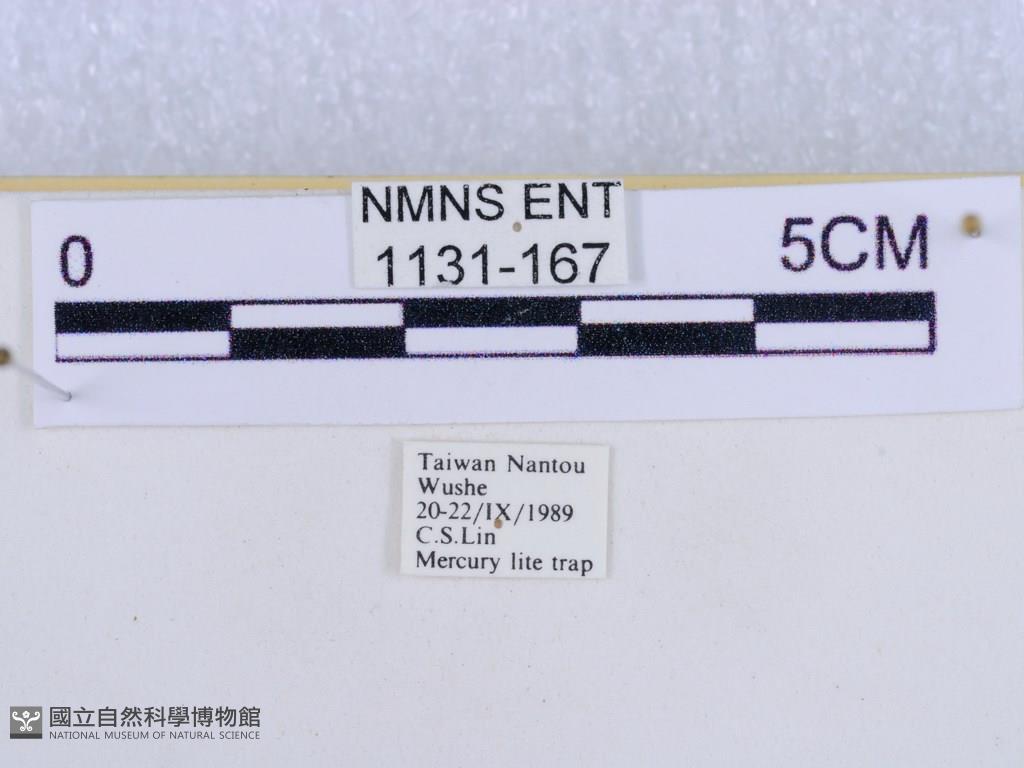 NMNS ENT
1131-167
0
5CM
Taiwan Nantou
Wushe
20-22/IX/1989
C.S.Lin
Mercury lite trap
國立自然科學博物館
NATIONAL MUSEUM OF NATURAL SCIENCE